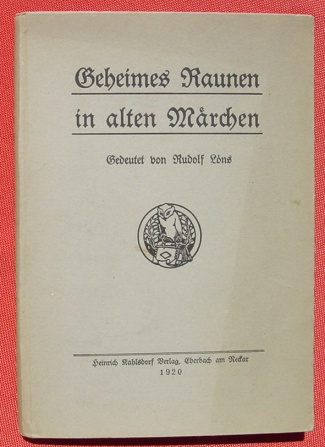 Geheimes Raunen
in alten Märchen
Gedeutet von Rudolf Löns
Heinrich Kahlsdorf Verlag, Eberbach am Neckar
1920